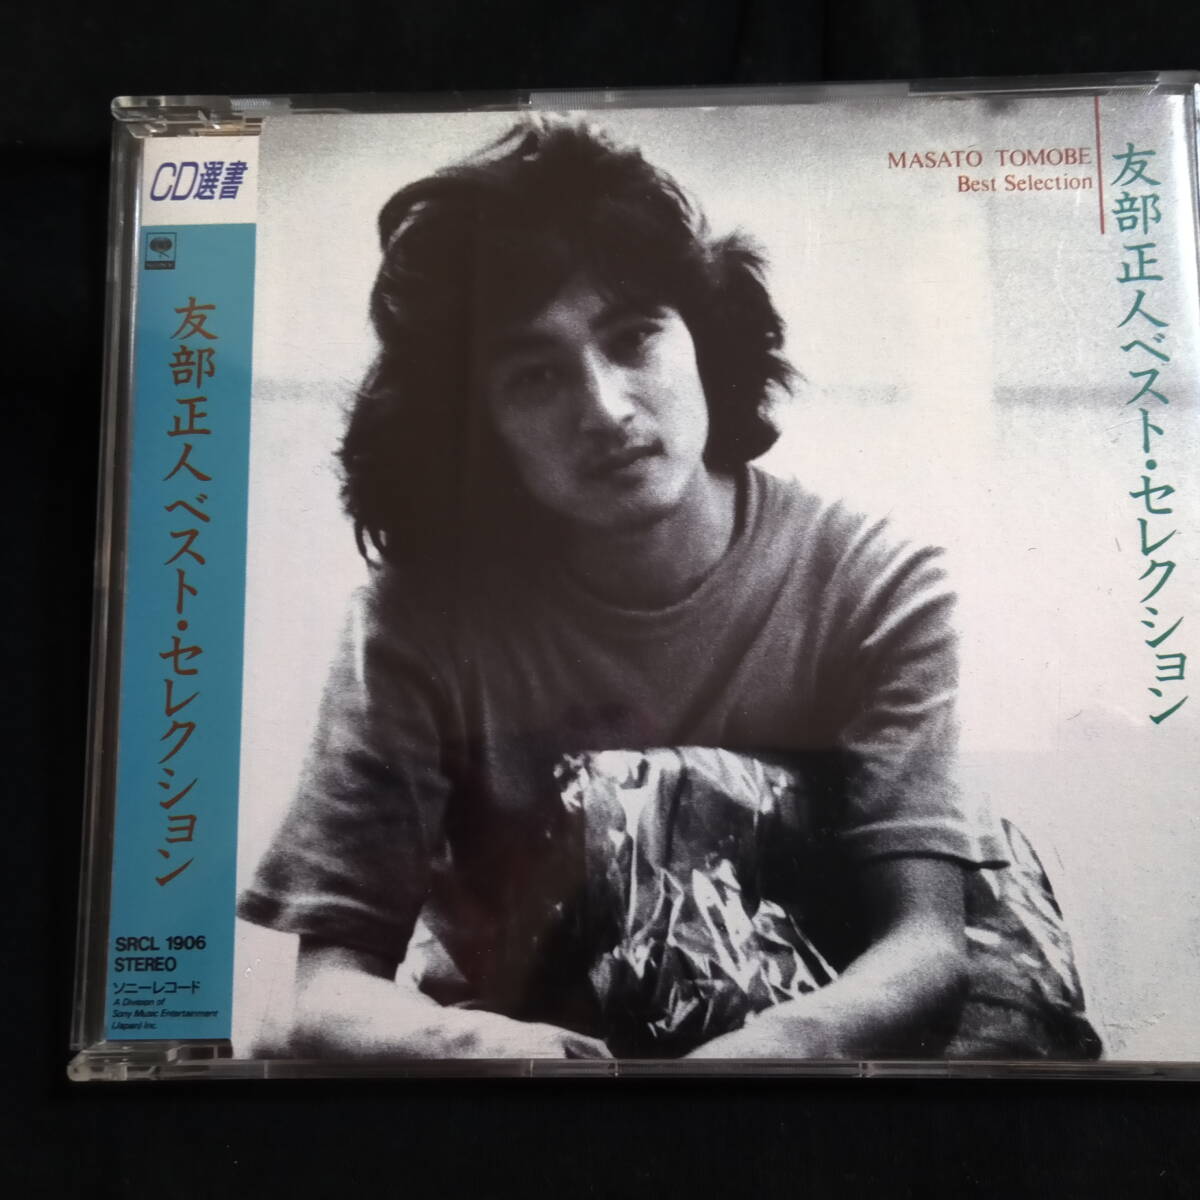 CD選書
SONY
友部正人ベスト・セレクション
SRCL 1906
STEREO
ソニーレコード
A Division of
Sony Music Entertainment
(Japan) Inc.
MASATO TOMOBE
Best Selection
友部正人ベスト・セレクション